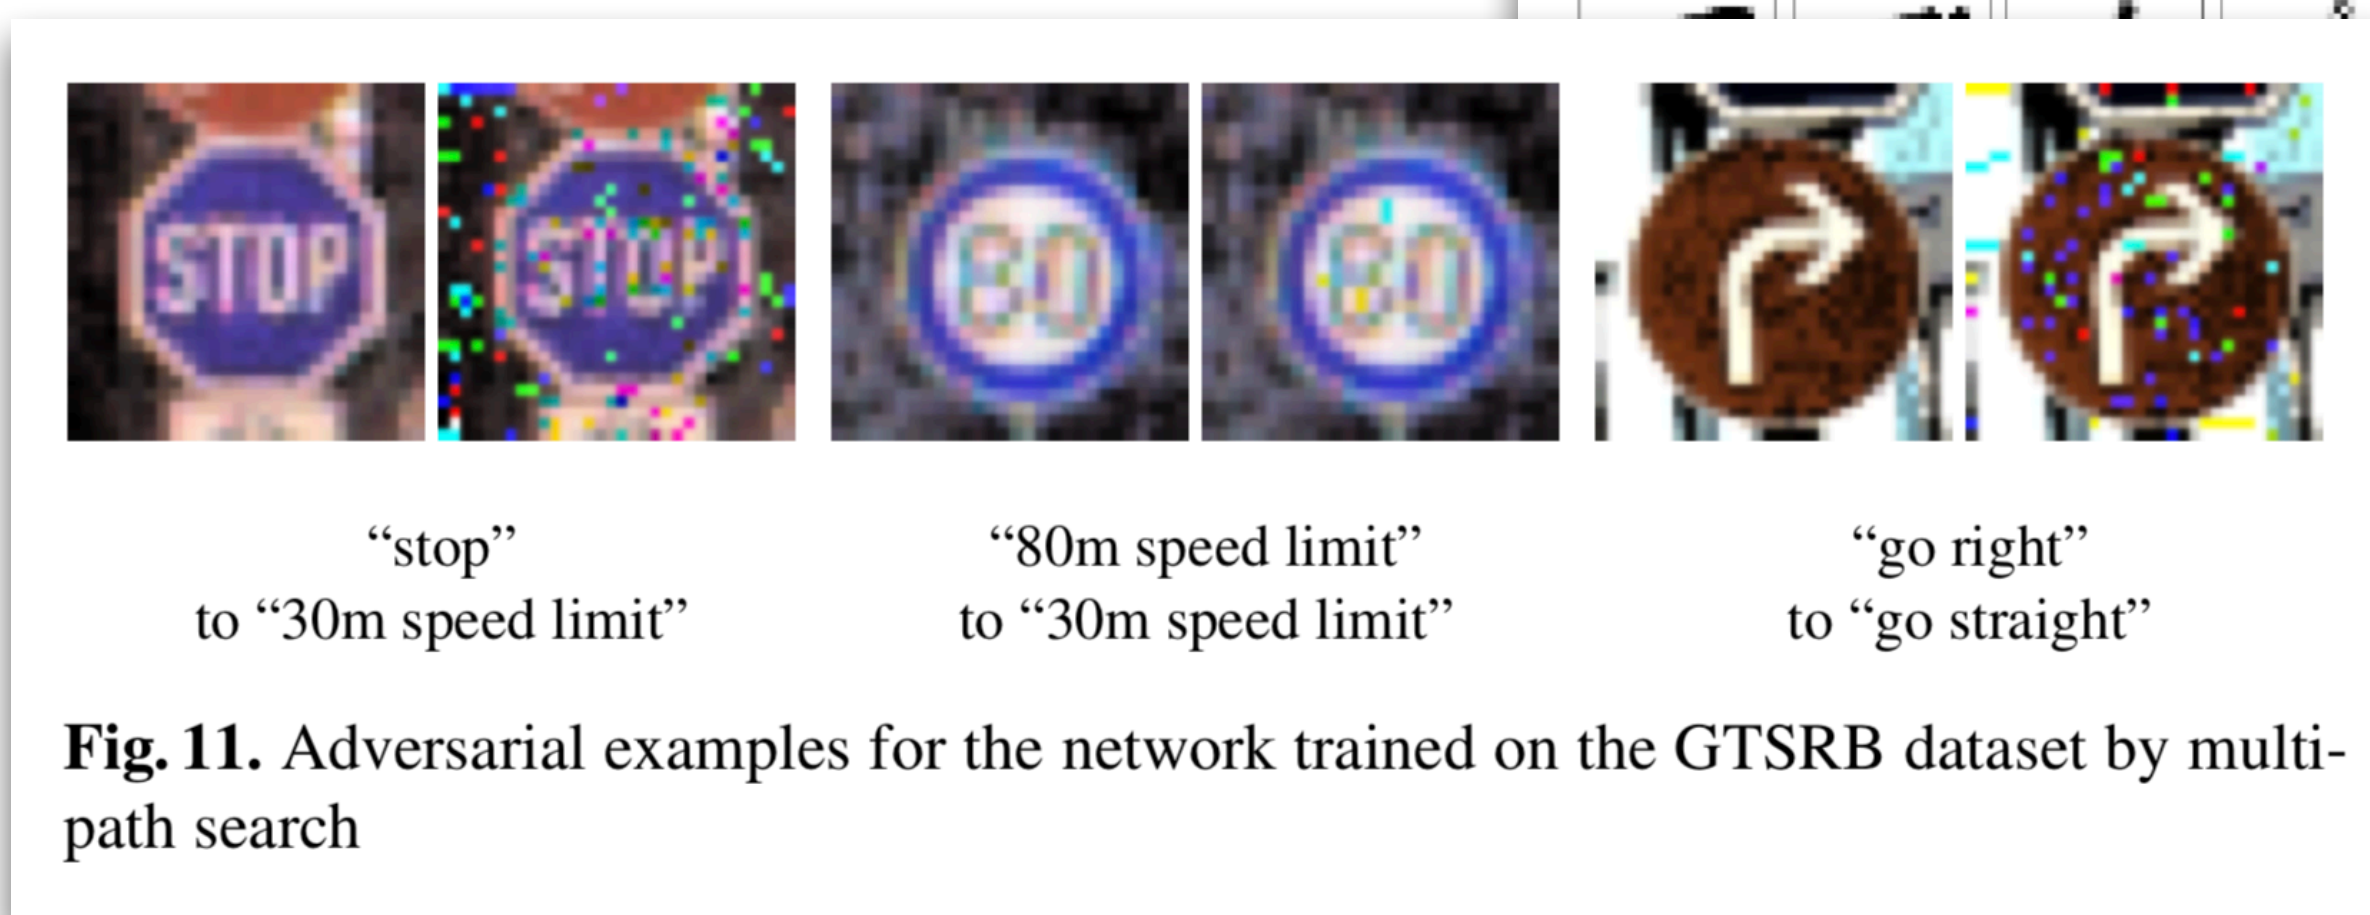 STOP
STOP
80
80
“stop”
to “30m speed limit”
“80m speed limit”
to “30m speed limit”
“go right”
to “go straight”
Fig. 11. Adversarial examples for the network trained on the GTSRB dataset by multi-
path search